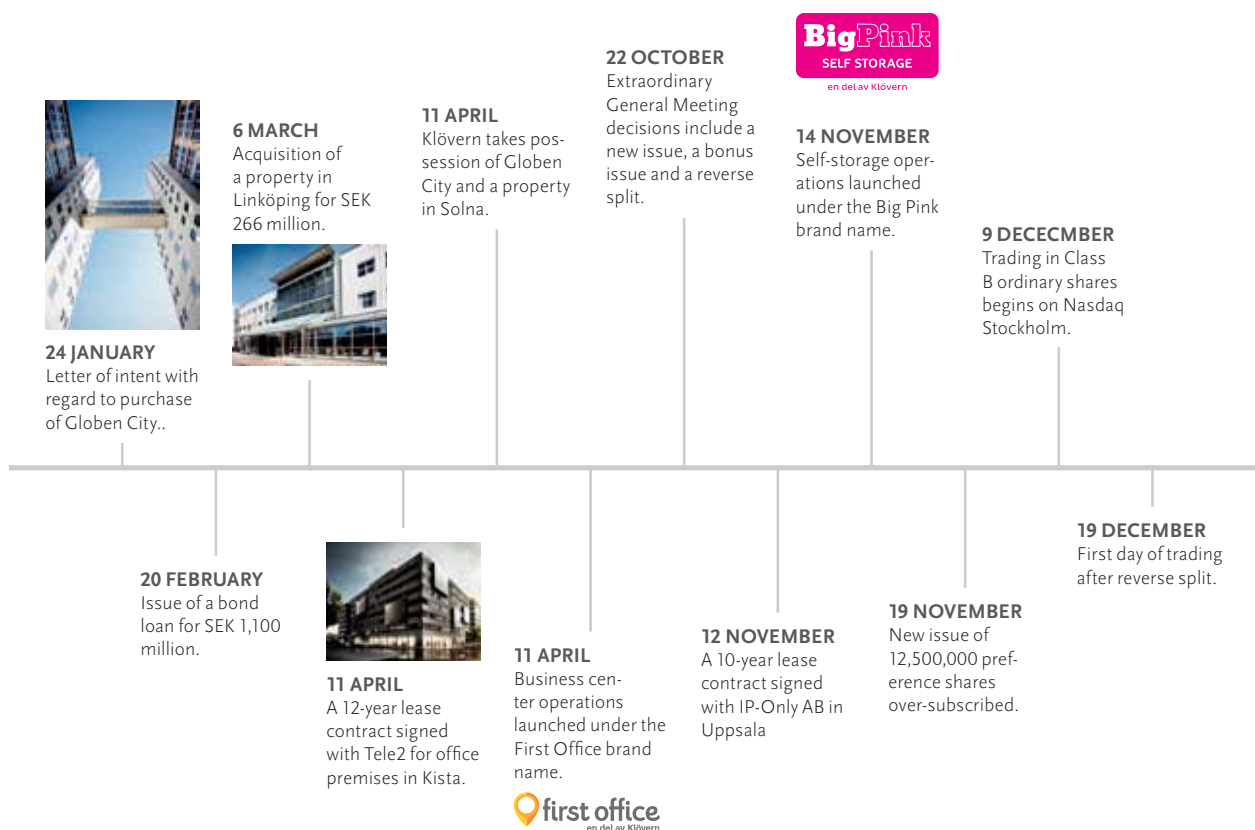 24 JANUARY
Letter of intent with
regard to purchase
of Globen City..
20 FEBRUARY
Issue of a bond
loan for SEK 1,100
million.
6 MARCH
Acquisition of
a property in
Linköping for SEK
266 million.
11 APRIL
A 12-year lease
contract signed
with Tele2 for office
premises in Kista.
11 APRIL
Klövern takes pos-
session of Globen
City and a property
in Solna.
11 APRIL
Business cen-
ter operations
launched under the
First Office brand
name.
first office
en del av Klövern
22 OCTOBER
Extraordinary
General Meeting
decisions include a
new issue, a bonus
issue and a reverse
split.
12 NOVEMBER
A 10-year lease
contract signed
with IP-Only AB in
Uppsala
BigPink
SELF STORAGE
en del av Klövern
14 NOVEMBER
Self-storage oper-
ations launched
under the Big Pink
brand name.
19 NOVEMBER
New issue of
12,500,000 pref-
erence shares
over-subscribed.
9 DECECMBER
Trading in Class
B ordinary shares
begins on Nasdaq
Stockholm.
19 DECEMBER
First day of trading
after reverse split.